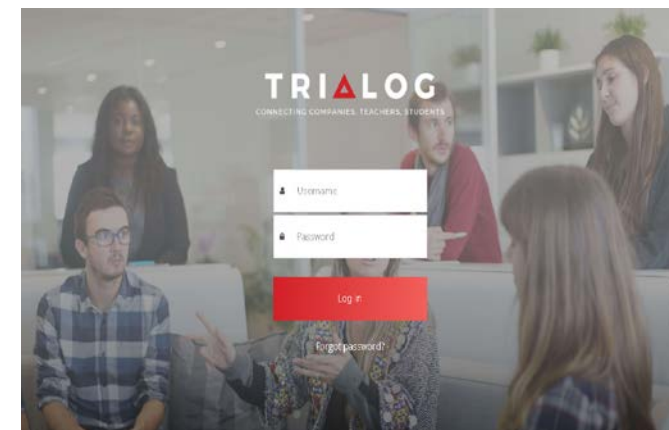 TRIALOG
CONNECTING COMPANIES, TEACHERS, STUDENTS
Username
Password
Log in
Forgot password?